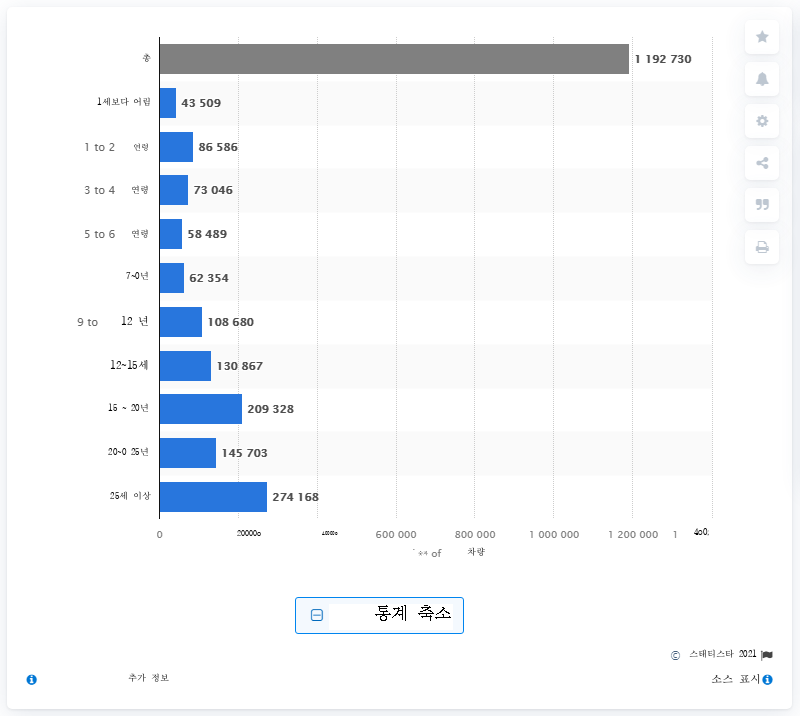 총 1 192 730
1세보다 어림 43 509
1 to 2 연령 86 586
3 to 4 연령 73 046
5 to 6 연령 58 489
7~0년 62 354
9 to 12 년 108 680
12~15세 130 867
15 ~ 20년 209 328
20~0 25년 145 703
25세 이상 274 168
0 20000o 600 000 800 000 1 000 000 1 200 000 1 4o0;
of 차량
통계 축소
© 스태티스타 2021
추가 정보 소스 표시